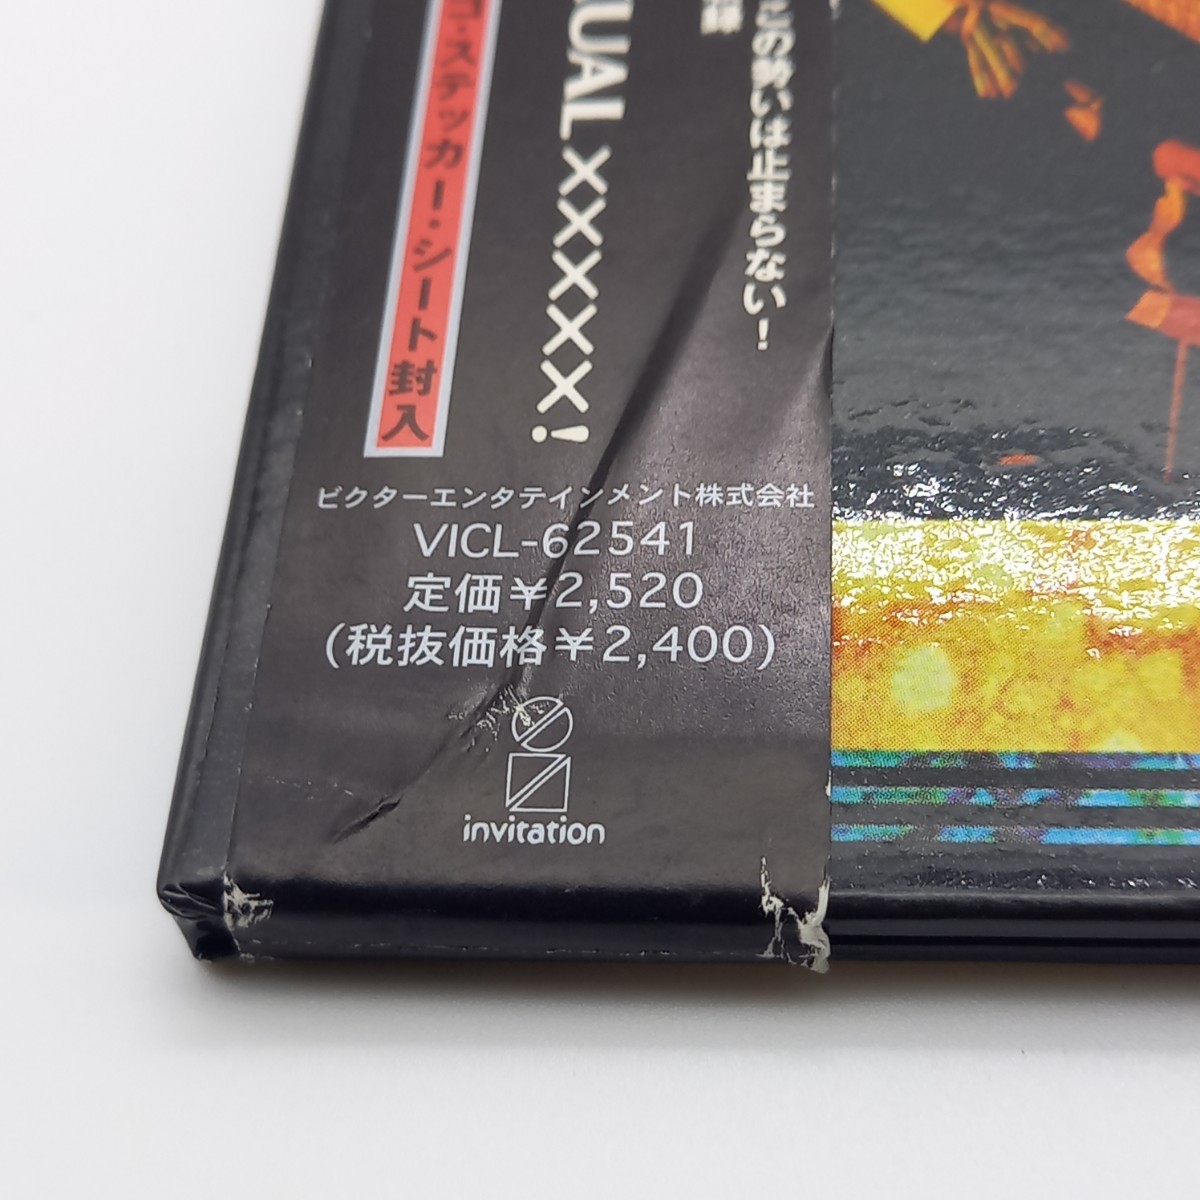 この勢いは止まらない!
録
UAL××××××!
ステッカー・シート封入
ビクターエンタテインメント株式会社
VICL-62541
定価¥2,520
(税抜価格¥2,400)
invitation